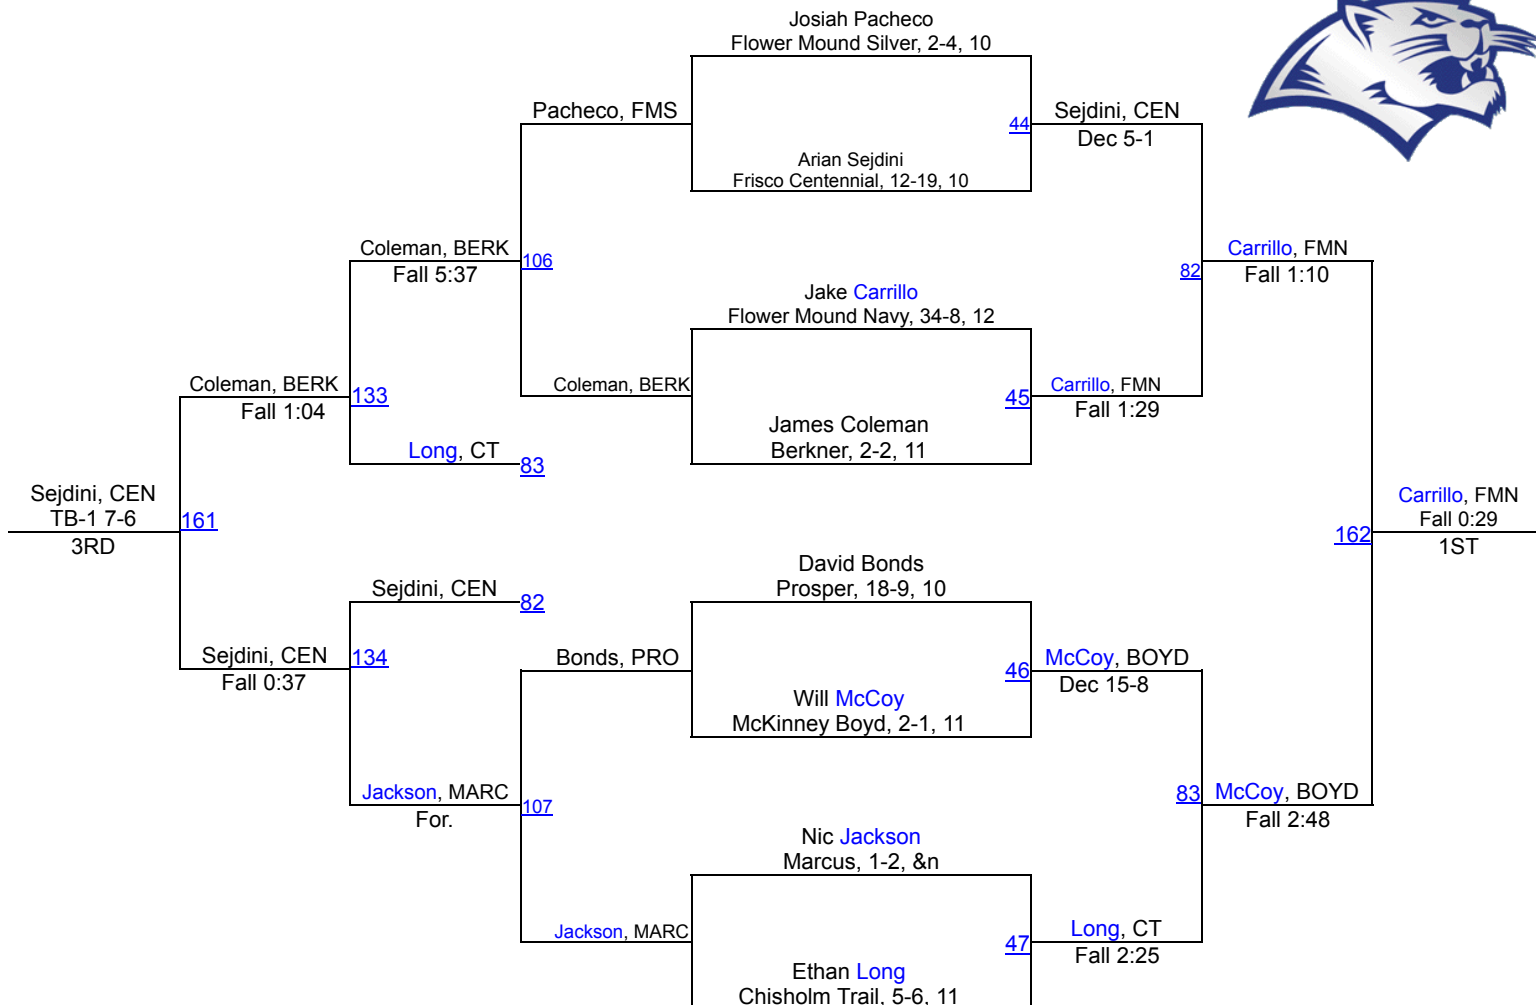 Josiah Pacheco
Flower Mound Silver, 2-4, 10
Pacheco, FMS
44
Sejdini, CEN
Dec 5-1
Arian Sejdini
Frisco Centennial, 12-19, 10
Coleman, BERK
Fall 5:37
106
82
Carrillo, FMN
Fall 1:10
Jake Carrillo
Flower Mound Navy, 34-8, 12
Coleman, BERK
Fall 1:04
133
Coleman, BERK
45
Carrillo, FMN
Fall 1:29
James Coleman
Berkner, 2-2, 11
Long, CT
83
Sejdini, CEN
TB-1 7-6
3RD
161
162
Carrillo, FMN
Fall 0:29
1ST
David Bonds
Prosper, 18-9, 10
Sejdini, CEN
82
Sejdini, CEN
Fall 0:37
134
Bonds, PRO
46
McCoy, BOYD
Dec 15-8
Will McCoy
McKinney Boyd, 2-1, 11
Jackson, MARC
For.
107
83
McCoy, BOYD
Fall 2:48
Nic Jackson
Marcus, 1-2, &n
Jackson, MARC
47
Long, CT
Fall 2:25
Ethan Long
Chisholm Trail, 5-6, 11